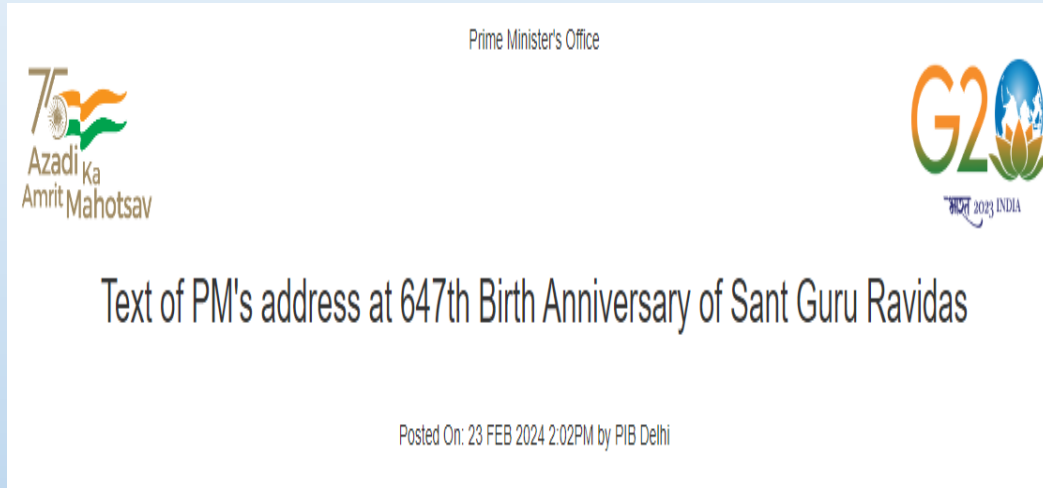 Prime Minister's Office
75
Azadi Ka
Amrit Mahotsav
G20
भारत 2023 INDIA
Text of PM's address at 647th Birth Anniversary of Sant Guru Ravidas
Posted On: 23 FEB 2024 2:02PM by PIB Delhi